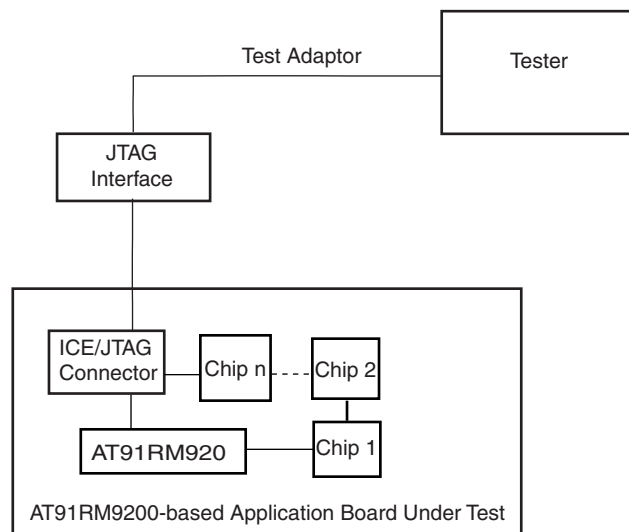 Test Adaptor
Tester
JTAG
Interface
ICE/JTAG
Connector
Chip n
Chip 2
AT91RM920
Chip 1
AT91RM9200-based Application Board Under Test